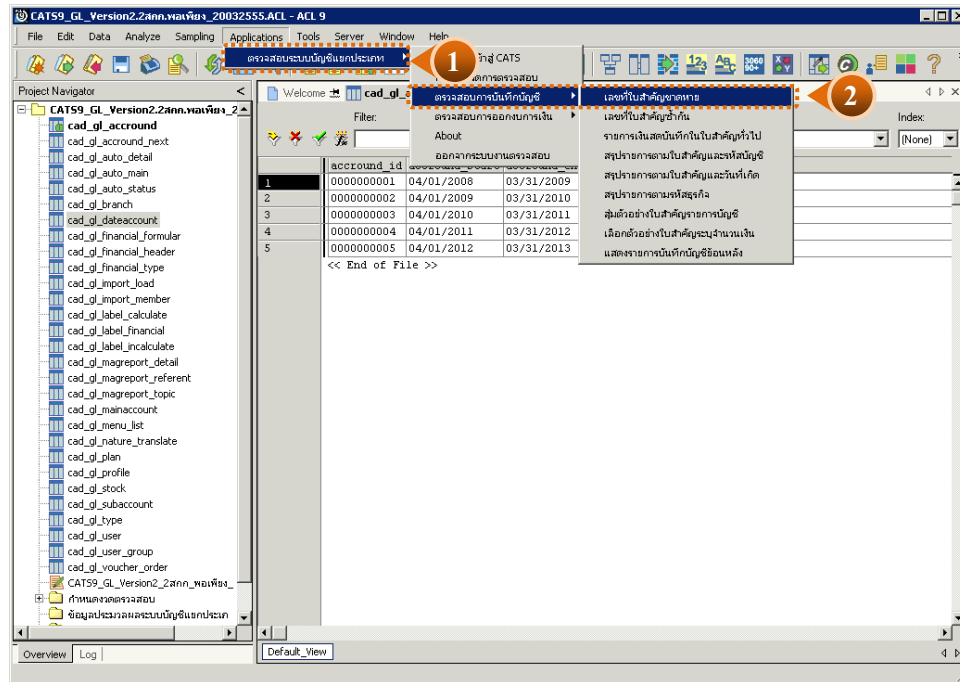 CATS9_GL_Version2.2สกก.พอเพียง_20032555.ACL - ACL 9
File Edit Data Analyze Sampling Applications Tools Server Window Help
ตรวจสอบระบบบัญชีแยกประเภท
1
สู่ CATS
การตรวจสอบ
ตรวจสอบการบันทึกบัญชี
ตรวจสอบการออกงบการเงิน
About
ออกจากระบบงานตรวจสอบ
เลขที่ใบสำคัญขาดหาย
2
เลขที่ใบสำคัญซ้ำกัน
รายการเงินสดบันทึกในใบสำคัญทั่วไป
สรุปรายการตามใบสำคัญและรหัสบัญชี
สรุปรายการตามใบสำคัญและวันที่เกิด
สรุปรายการตามรหัสธุรกิจ
สุ่มตัวอย่างใบสำคัญรายการบัญชี
เลือกตัวอย่างใบสำคัญระบุจำนวนเงิน
แสดงรายการบันทึกบัญชีย้อนหลัง
Project Navigator
CATS9_GL_Version2.2สกก.พอเพียง_2
cad_gl_accround
cad_gl_accround_next
cad_gl_auto_detail
cad_gl_auto_main
cad_gl_auto_status
cad_gl_branch
cad_gl_dateaccount
cad_gl_financial_formular
cad_gl_financial_header
cad_gl_financial_type
cad_gl_import_load
cad_gl_import_member
cad_gl_label_calculate
cad_gl_label_financial
cad_gl_label_incalculate
cad_gl_magreport_detail
cad_gl_magreport_referent
cad_gl_magreport_topic
cad_gl_mainaccount
cad_gl_menu_list
cad_gl_nature_translate
cad_gl_plan
cad_gl_profile
cad_gl_stock
cad_gl_subaccount
cad_gl_type
cad_gl_user
cad_gl_user_group
cad_gl_voucher_order
CATS9_GL_Version2_2สกก_พอเพียง_
กำหนดงวดตรวจสอบ
ข้อมูลประมวลผลระบบบัญชีแยกประเภ
Overview Log
Welcome cad_gl_
Filter: Index:
(None)
accround_id
1 0000000001 04/01/2008 03/31/2009
2 0000000002 04/01/2009 03/31/2010
3 0000000003 04/01/2010 03/31/2011
4 0000000004 04/01/2011 03/31/2012
5 0000000005 04/01/2012 03/31/2013
<< End of File >>
Default_View